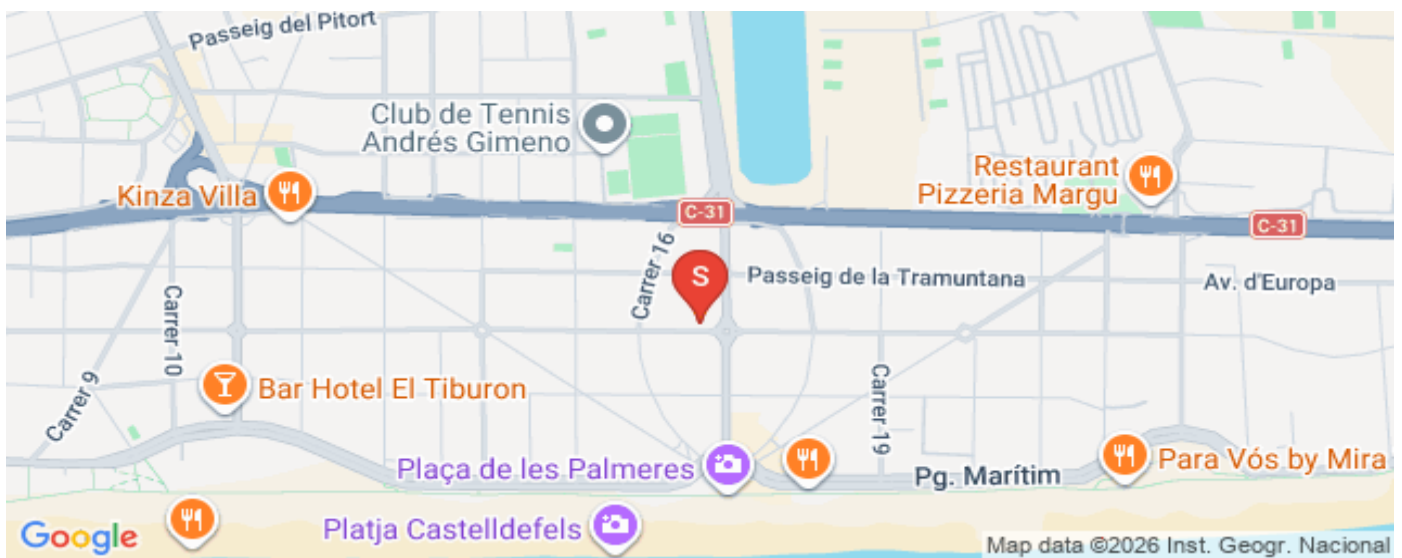 Passeig del Pitort
Club de Tennis
Andrés Gimeno
Restaurant
Pizzeria Margu
Kinza Villa
C-31
C-31
Carrer 16
S
Passeig de la Tramuntana
Av. d'Europa
Carrer 10
Carrer 9
Bar Hotel El Tiburon
Carrer 19
Plaça de les Palmeres
Pg. Marítim
Para Vós by Mira
Platja Castelldefels
Google
Map data ©2026 Inst. Geogr. Nacional